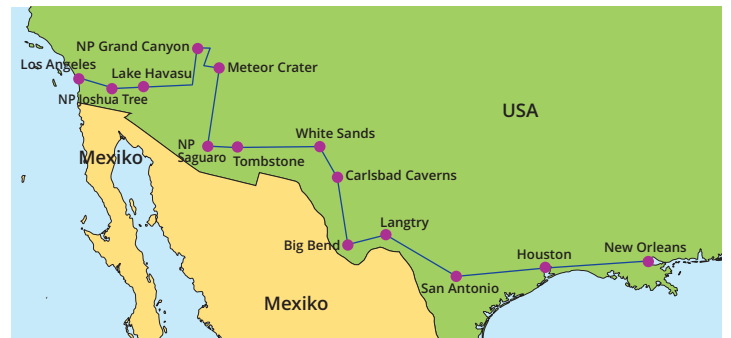 NP Grand Canyon
Los Angeles
Lake Havasu
Meteor Crater
NP Joshua Tree
USA
White Sands
NP
Saguaro
Tombstone
Mexiko
Carlsbad Caverns
Langtry
Big Bend
Houston
New Orleans
San Antonio
Mexiko